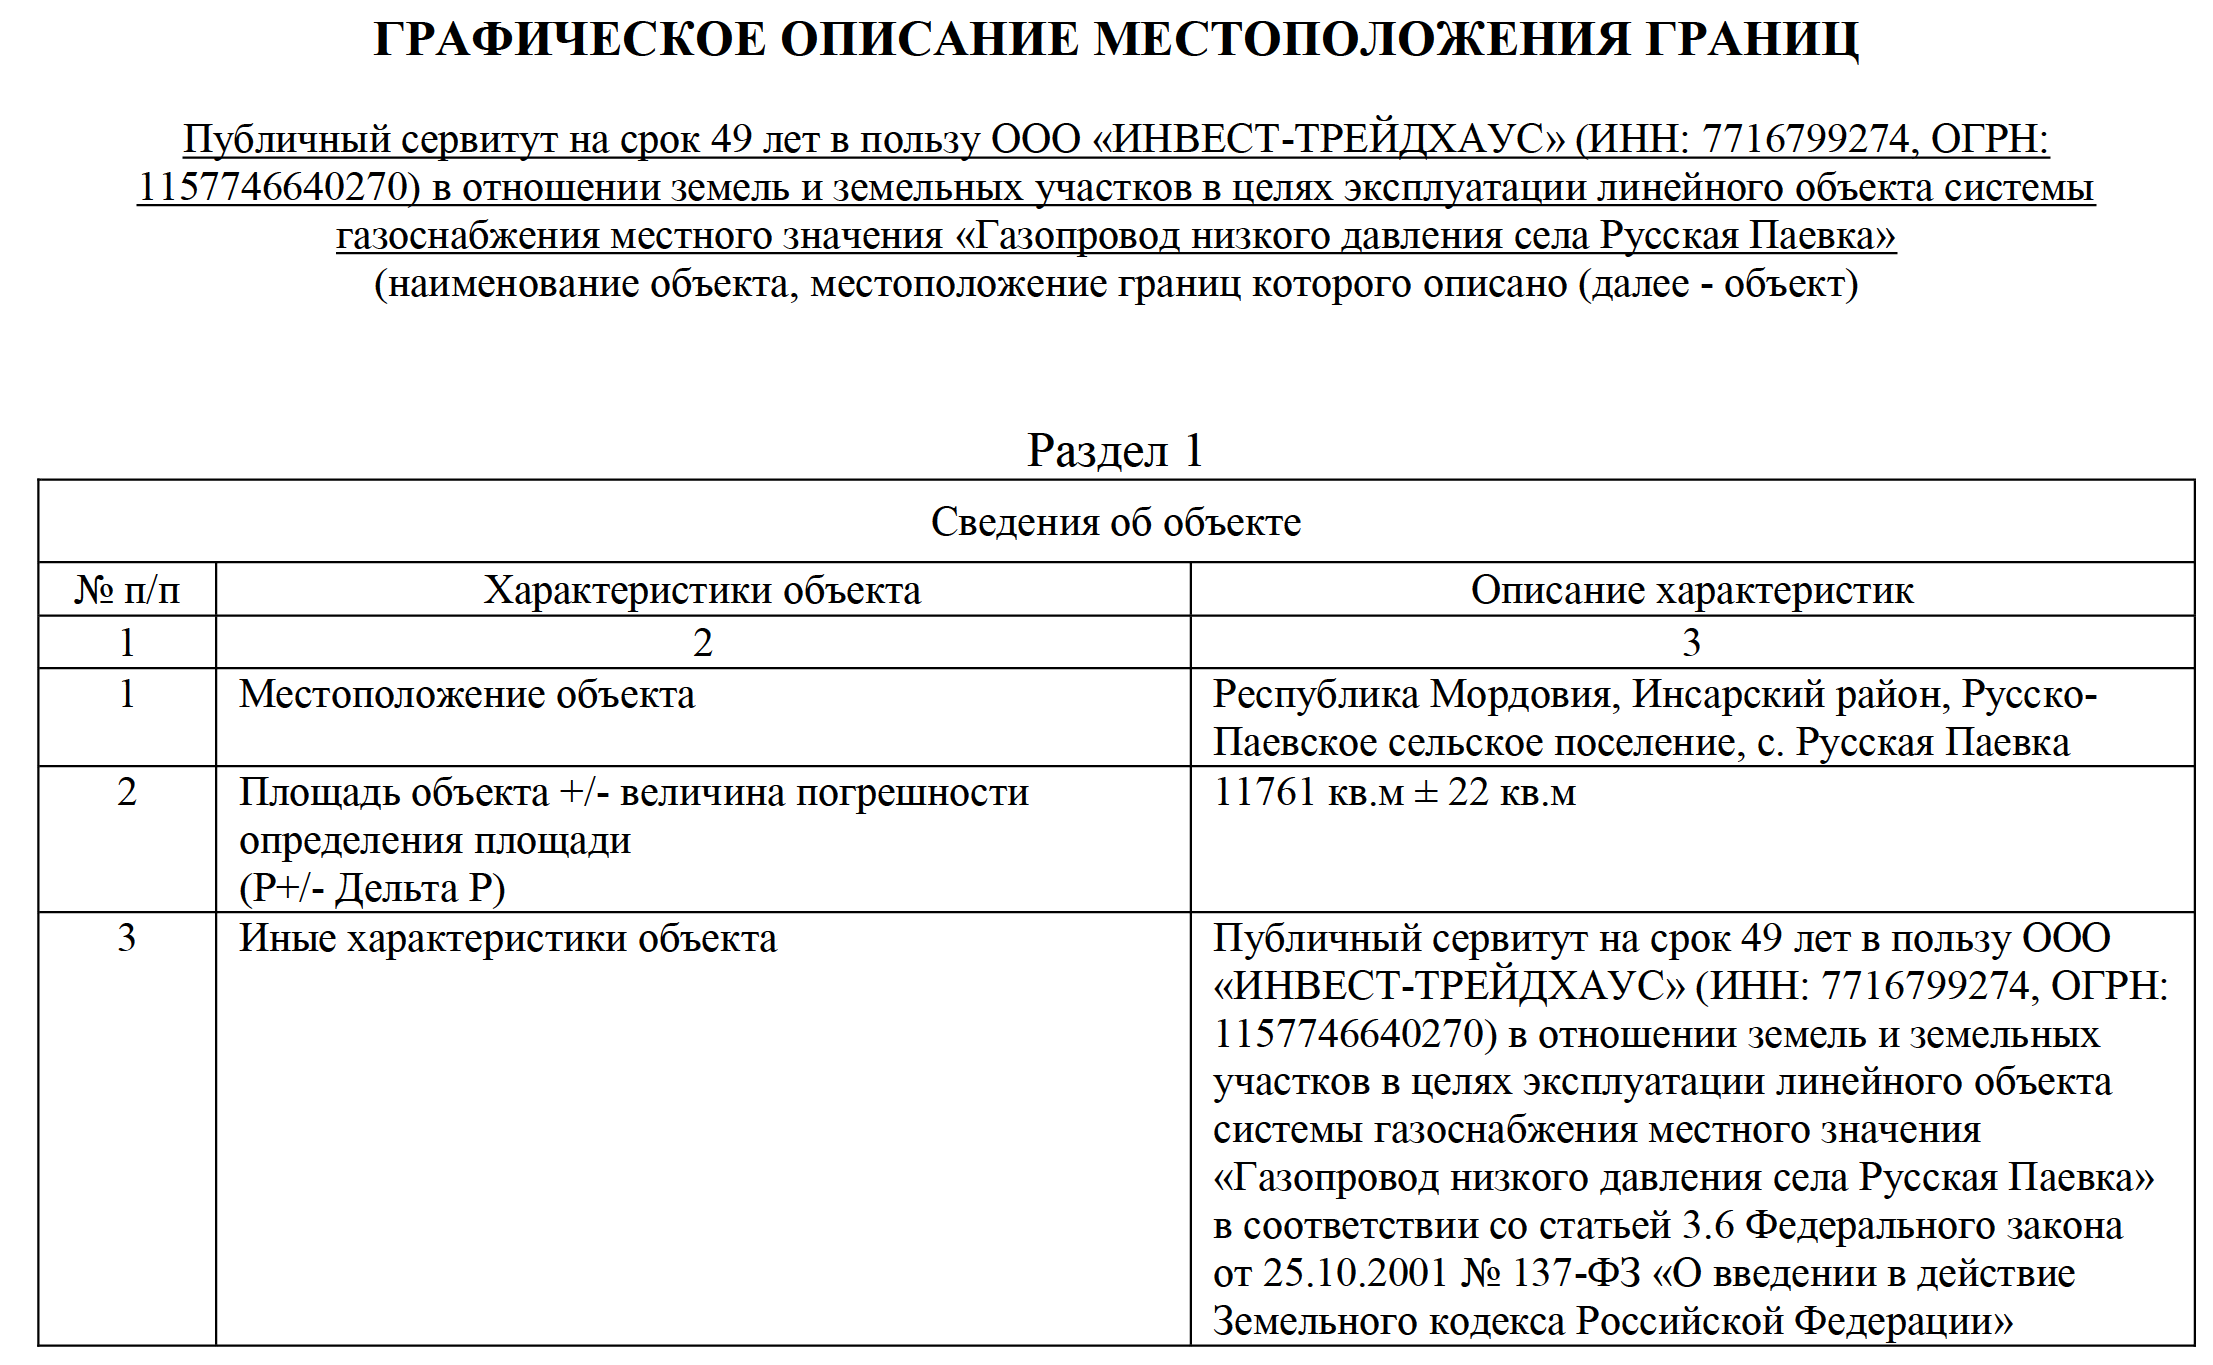 ГРАФИЧЕСКОЕ ОПИСАНИЕ МЕСТОПОЛОЖЕНИЯ ГРАНИЦ
Публичный сервитут на срок 49 лет в пользу ООО «ИНВЕСТ-ТРЕЙДХАУС» (ИНН: 7716799274, ОГРН:
1157746640270) в отношении земель и земельных участков в целях эксплуатации линейного объекта системы
газоснабжения местного значения «Газопровод низкого давления села Русская Паевка»
(наименование объекта, местоположение границ которого описано (далее - объект)
Раздел 1
Сведения об объекте
№ п/п Характеристики объекта Описание характеристик
1 2 3
1 Местоположение объекта Республика Мордовия, Инсарский район, Русско-
Паевское сельское поселение, с. Русская Паевка
2 Площадь объекта +/- величина погрешности 11761 кв.м ± 22 кв.м
определения площади
(P+/- Дельта P)
3 Иные характеристики объекта Публичный сервитут на срок 49 лет в пользу ООО
«ИНВЕСТ-ТРЕЙДХАУС» (ИНН: 7716799274, ОГРН:
1157746640270) в отношении земель и земельных
участков в целях эксплуатации линейного объекта
системы газоснабжения местного значения
«Газопровод низкого давления села Русская Паевка»
в соответствии со статьей 3.6 Федерального закона
от 25.10.2001 № 137-ФЗ «О введении в действие
Земельного кодекса Российской Федерации»